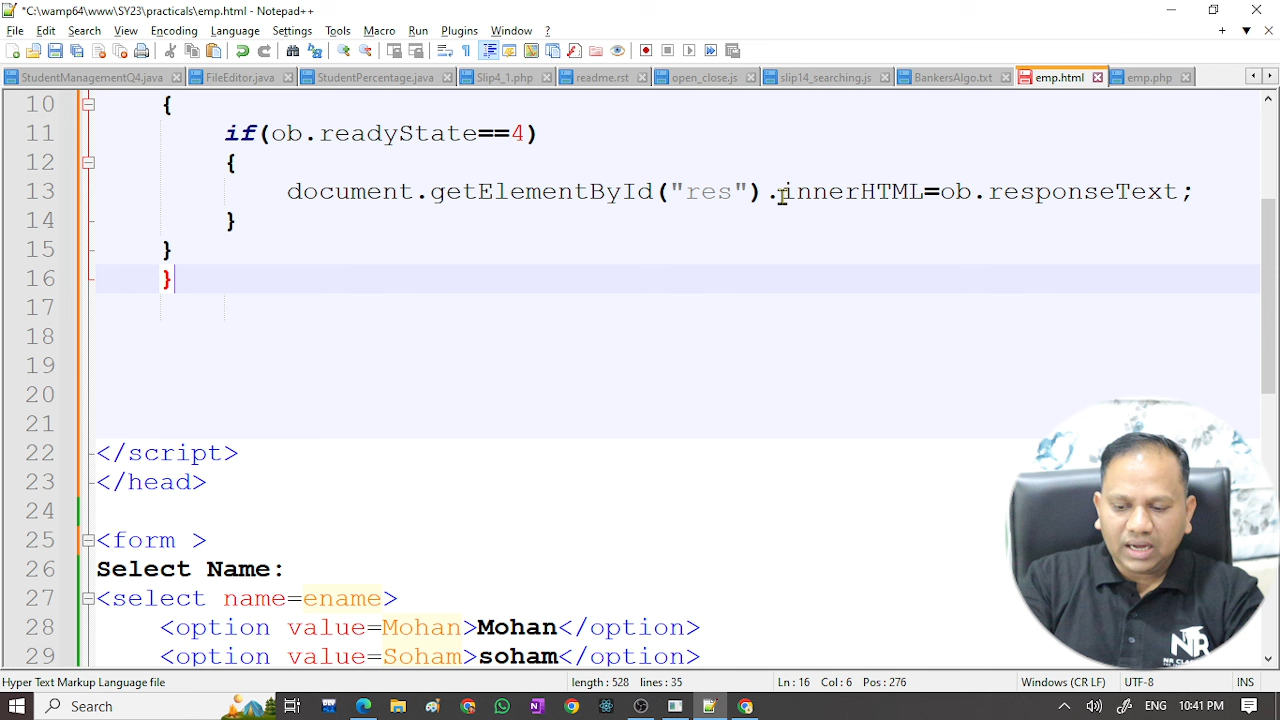 *C:\wamp64\www\SY23\practicals\emp.html - Notepad++
File Edit Search View Encoding Language Settings Tools Macro Run Plugins Window ?
StudentManagementQ4.java FileEditor.java StudentPercentage.java Slip4_1.php readme.rst open_close.js slip14_searching.js BankersAlgo.txt emp.html emp.php
10 {
11 if(ob.readyState==4)
12 {
13 document.getElementById("res").innerHTML=ob.responseText;
14 }
15 }
16 }
17
18
19
20
21
22 </script>
23 </head>
24
25 <form >
26 Select Name:
27 <select name=ename>
28 <option value=Mohan>Mohan</option>
29 <option value=Soham>soham</option>
NR
Hyper Text Markup Language file length : 528 lines : 35 Ln : 16 Col : 6 Pos : 276 Windows (CR LF) UTF-8 INS
Search ENG 10:41 PM